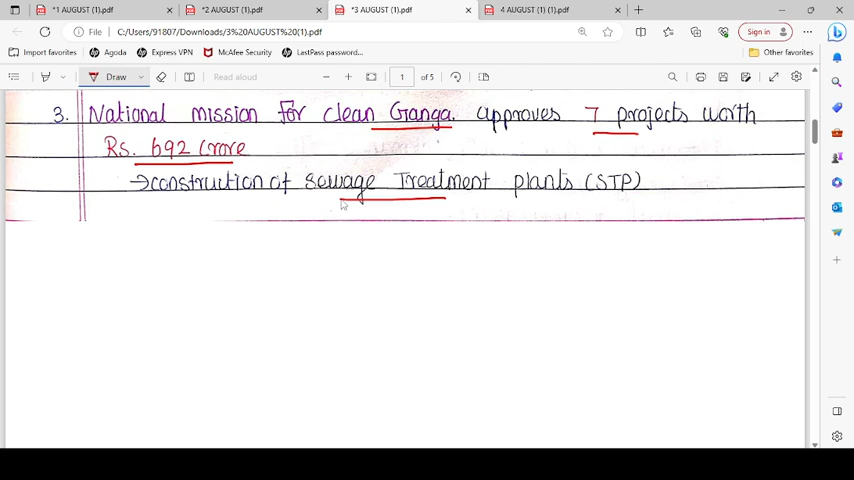 *1 AUGUST (1).pdf
*2 AUGUST (1).pdf
*3 AUGUST (1).pdf
4 AUGUST (1) (1).pdf
File
C:/Users/91807/Downloads/3%20AUGUST%20(1).pdf
Sign in
Import favorites
Agoda
Express VPN
McAfee Security
LastPass password...
Other favorites
Draw
Read aloud
1
of 5
3. National mission for clean Ganga. approves 7 projects worth
Rs. 692 crore
→construction of sewage Treatment plants (STP)